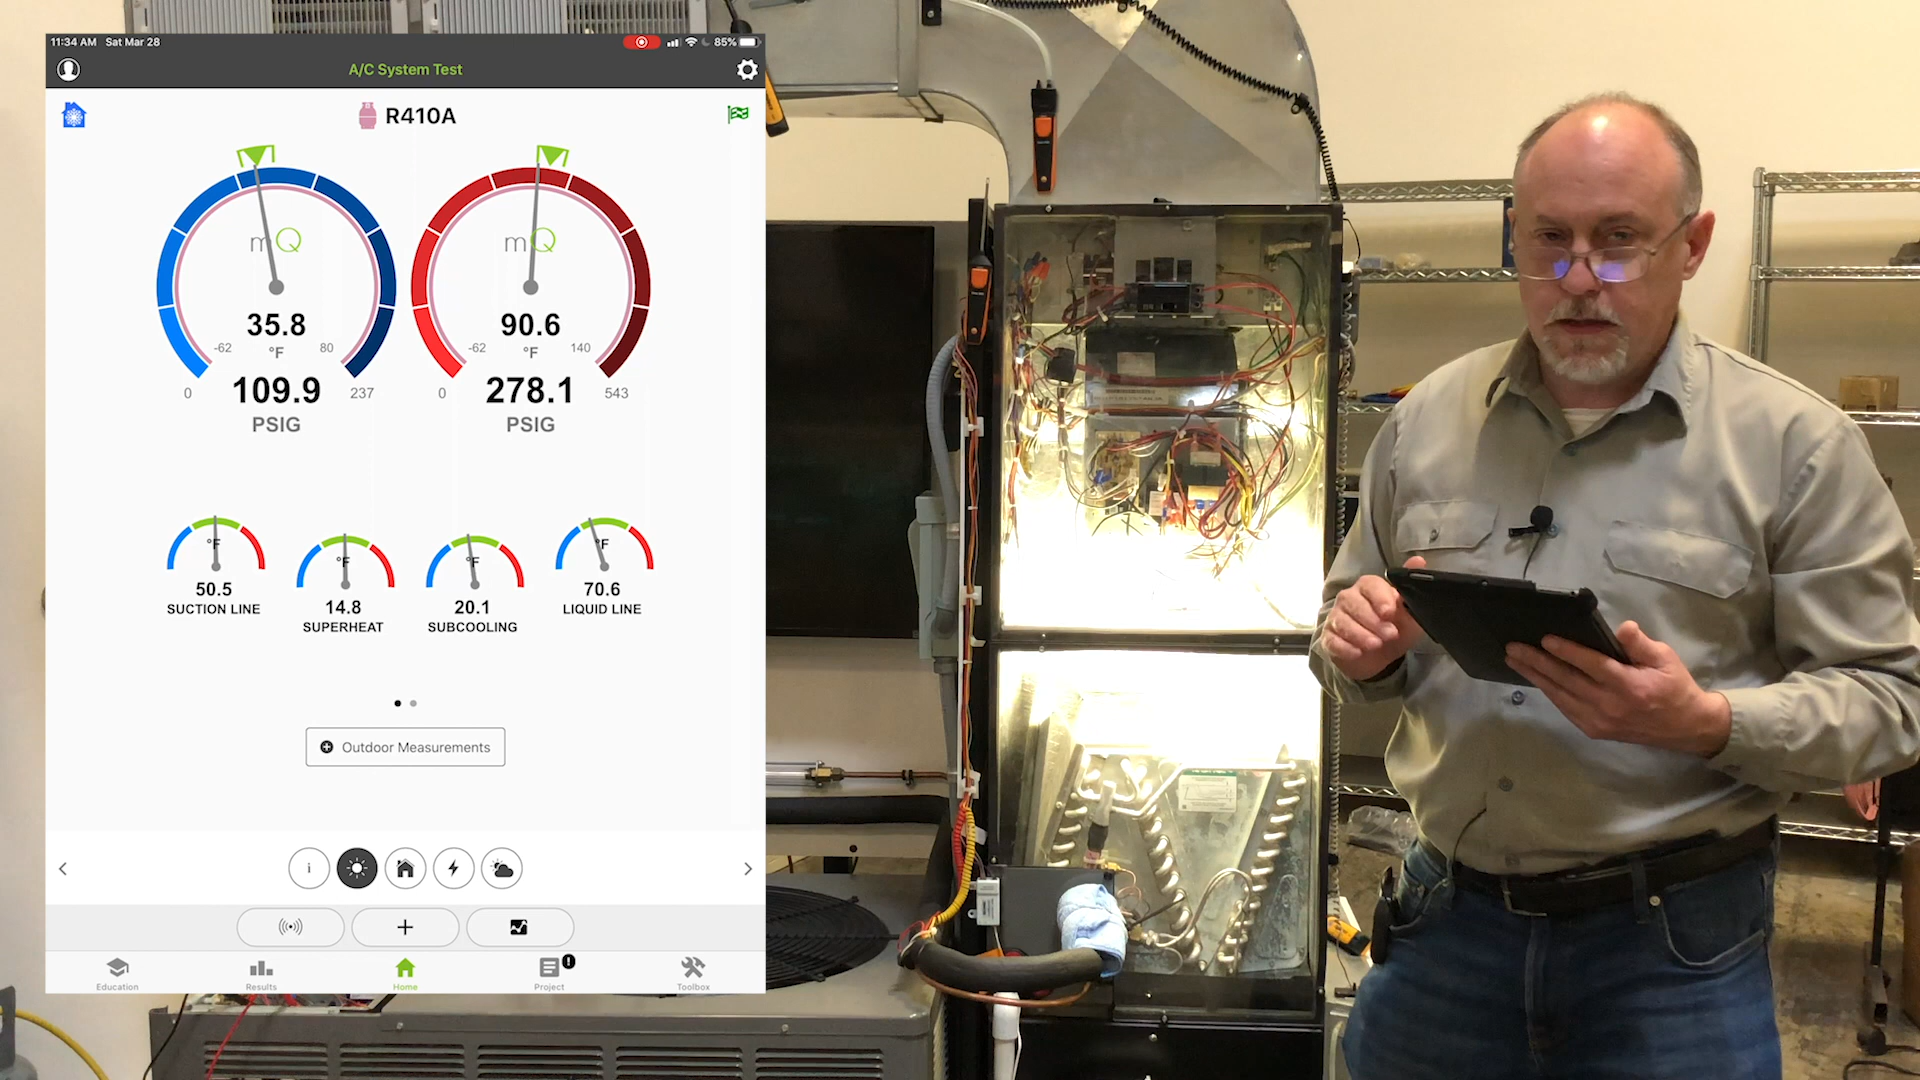 11:34 AM Sat Mar 28
85%
A/C System Test
R410A
mQ
35.8
-62 °F 80
0 109.9 237
PSIG
mQ
90.6
-62 °F 140
0 278.1 543
PSIG
°F
50.5
SUCTION LINE
°F
14.8
SUPERHEAT
°F
20.1
SUBCOOLING
°F
70.6
LIQUID LINE
Outdoor Measurements
i
Education
Results
Home
Project
!
Toolbox